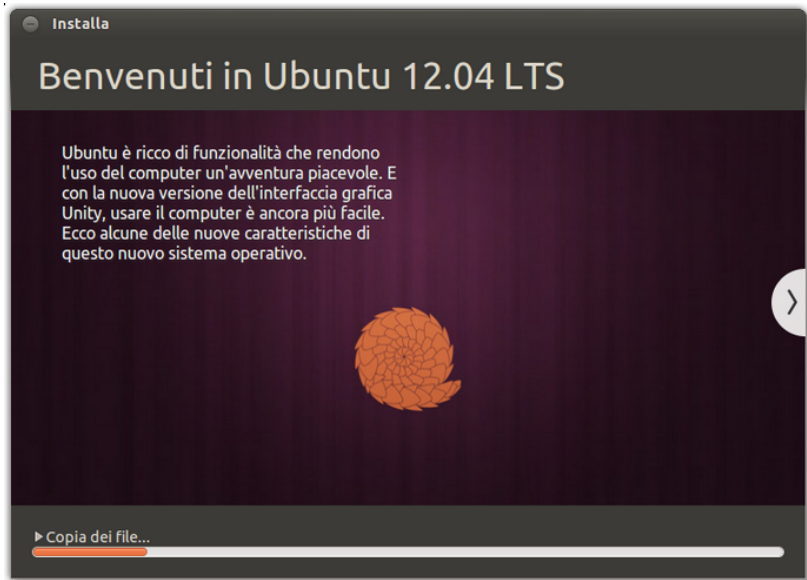 Installa
Benvenuti in Ubuntu 12.04 LTS
Ubuntu è ricco di funzionalità che rendono
l'uso del computer un'avventura piacevole. E
con la nuova versione dell'interfaccia grafica
Unity, usare il computer è ancora più facile.
Ecco alcune delle nuove caratteristiche di
questo nuovo sistema operativo.
Copia dei file...